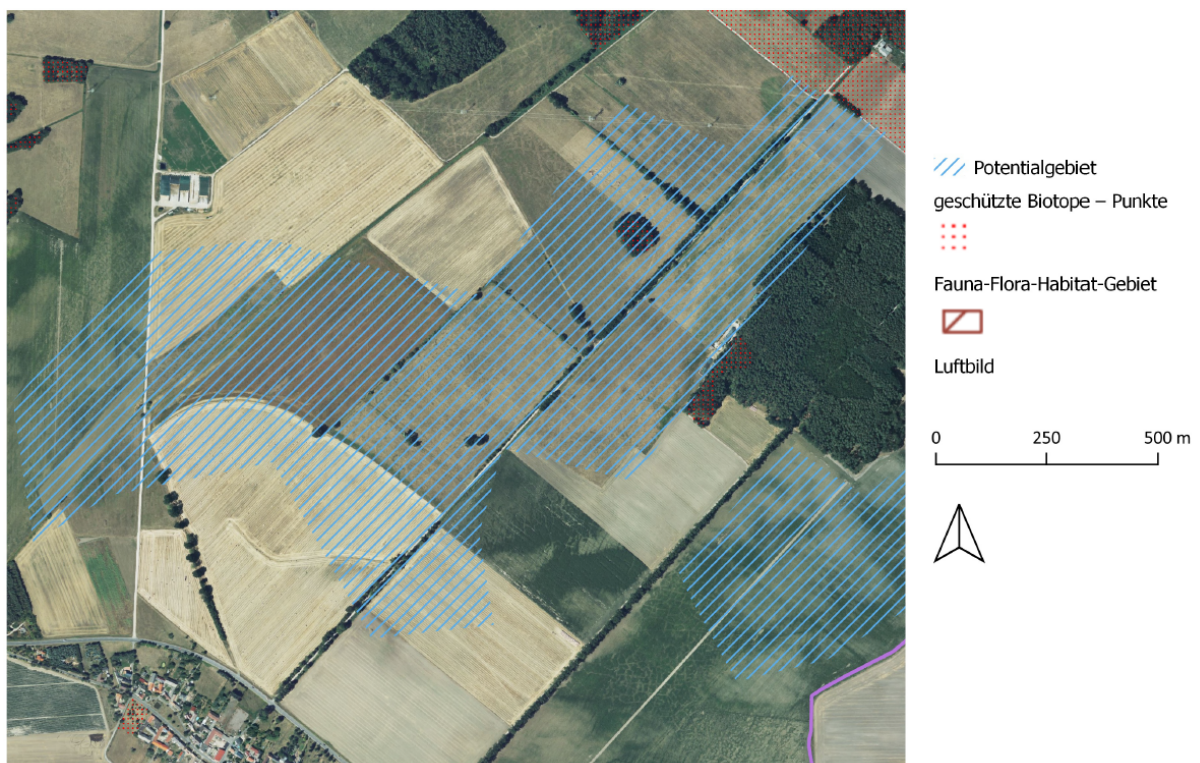 Potentialgebiet
geschützte Biotope – Punkte
Fauna-Flora-Habitat-Gebiet
Luftbild
0 250 500 m